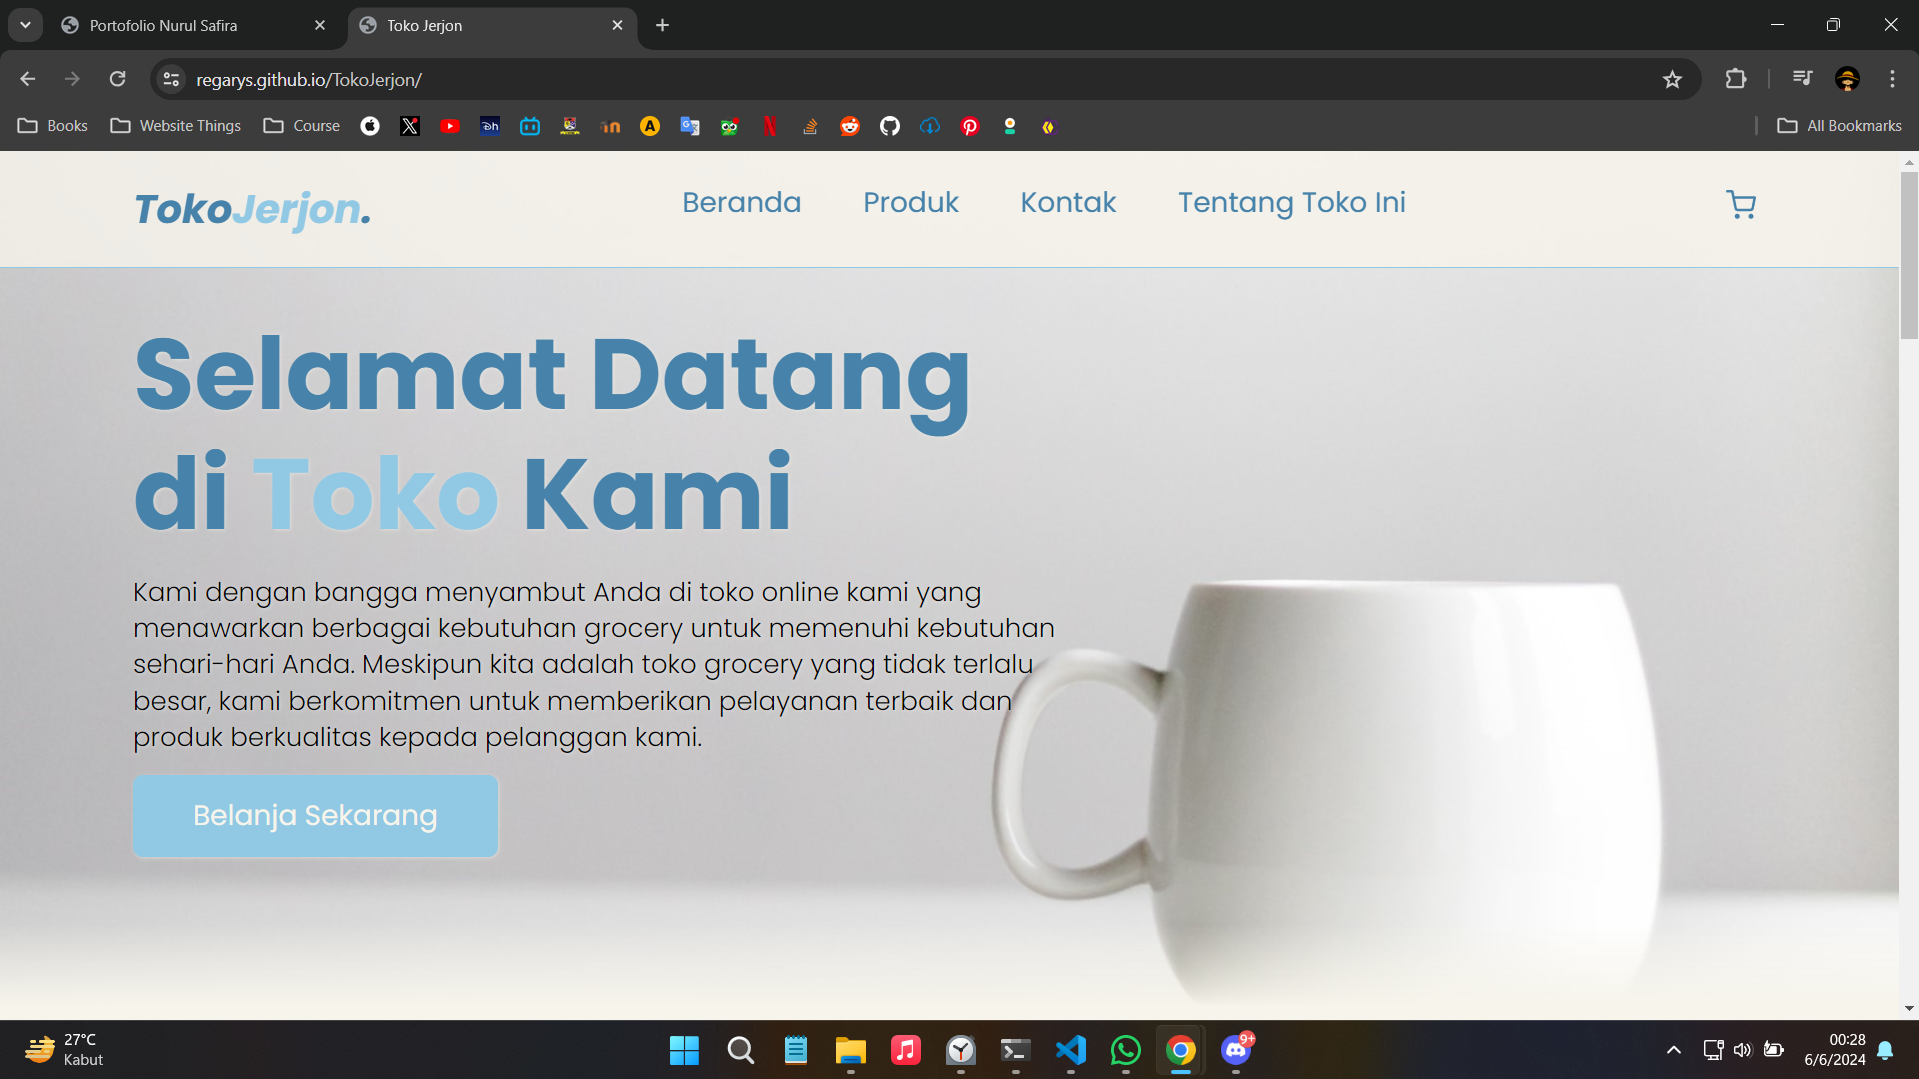 Portofolio Nurul Safira
Toko Jerjon
regarys.github.io/TokoJerjon/
Books
Website Things
Course
All Bookmarks
TokoJerjon.
Beranda
Produk
Kontak
Tentang Toko Ini
Selamat Datang
di Toko Kami
Kami dengan bangga menyambut Anda di toko online kami yang
menawarkan berbagai kebutuhan grocery untuk memenuhi kebutuhan
sehari-hari Anda. Meskipun kita adalah toko grocery yang tidak terlalu
besar, kami berkomitmen untuk memberikan pelayanan terbaik dan
produk berkualitas kepada pelanggan kami.
Belanja Sekarang
27°C
Kabut
9+
00:28
6/6/2024